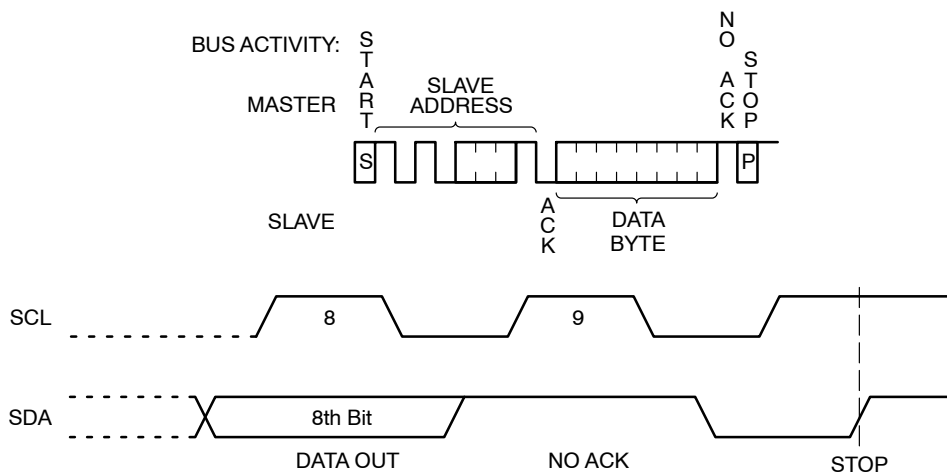 BUS ACTIVITY:
MASTER
START
SLAVE
ADDRESS
NO ACK
STOP
S
P
SLAVE
ACK
DATA
BYTE
SCL
8
9
SDA
8th Bit
DATA OUT
NO ACK
STOP